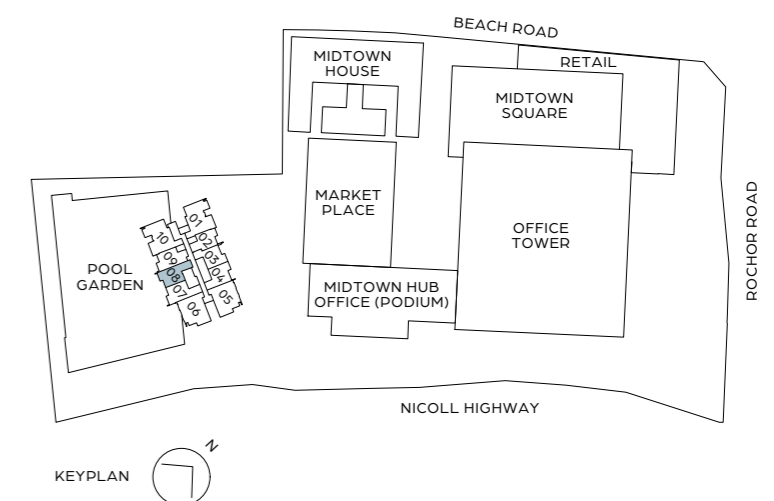 BEACH ROAD
MIDTOWN
HOUSE
RETAIL
MIDTOWN
SQUARE
MARKET
PLACE
OFFICE
TOWER
ROCHOR ROAD
POOL
GARDEN
01
02
03
04
05
10
09
08
07
06
MIDTOWN HUB
OFFICE (PODIUM)
NICOLL HIGHWAY
KEYPLAN
N